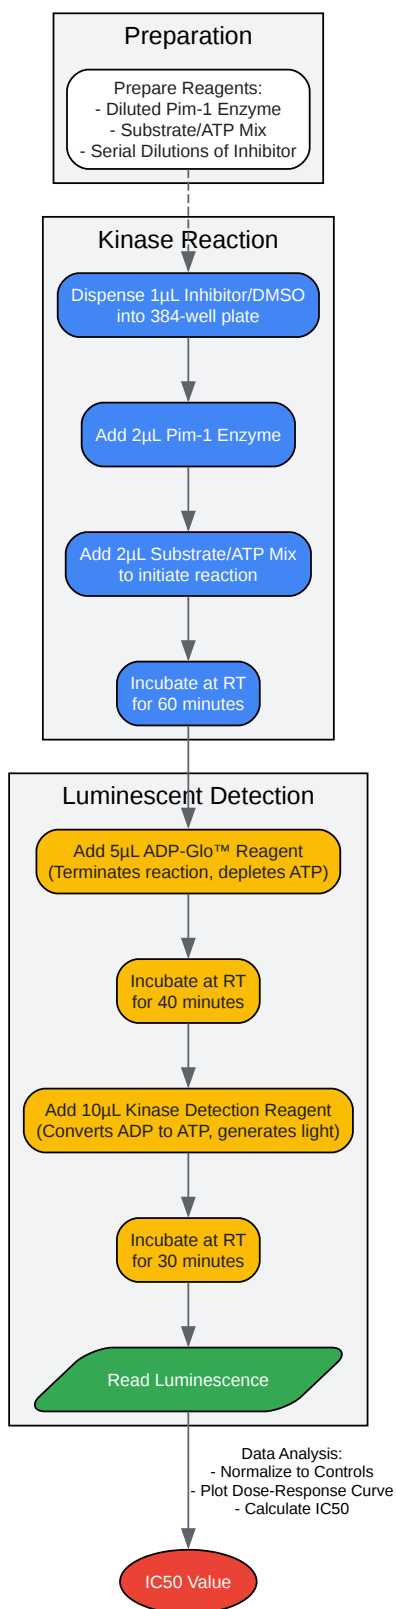 Preparation
Prepare Reagents:
- Diluted Pim-1 Enzyme
- Substrate/ATP Mix
- Serial Dilutions of Inhibitor
Kinase Reaction
Dispense 1µL Inhibitor/DMSO
into 384-well plate
Add 2µL Pim-1 Enzyme
Add 2µL Substrate/ATP Mix
to initiate reaction
Incubate at RT
for 60 minutes
Luminescent Detection
Add 5µL ADP-Glo™ Reagent
(Terminates reaction, depletes ATP)
Incubate at RT
for 40 minutes
Add 10µL Kinase Detection Reagent
(Converts ADP to ATP, generates light)
Incubate at RT
for 30 minutes
Read Luminescence
Data Analysis:
- Normalize to Controls
- Plot Dose-Response Curve
- Calculate IC50
IC50 Value